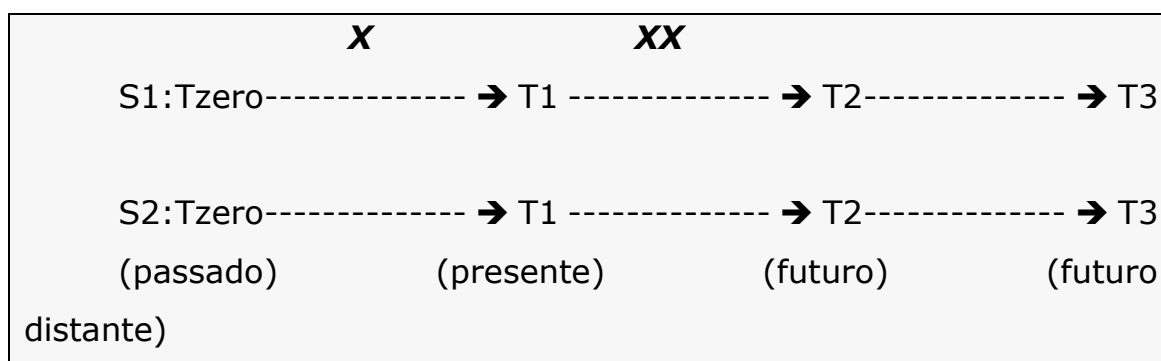 X XX
S1:Tzero-------------- ➔ T1 -------------- ➔ T2-------------- ➔ T3
S2:Tzero-------------- ➔ T1 -------------- ➔ T2-------------- ➔ T3
(passado) (presente) (futuro) (futuro
distante)